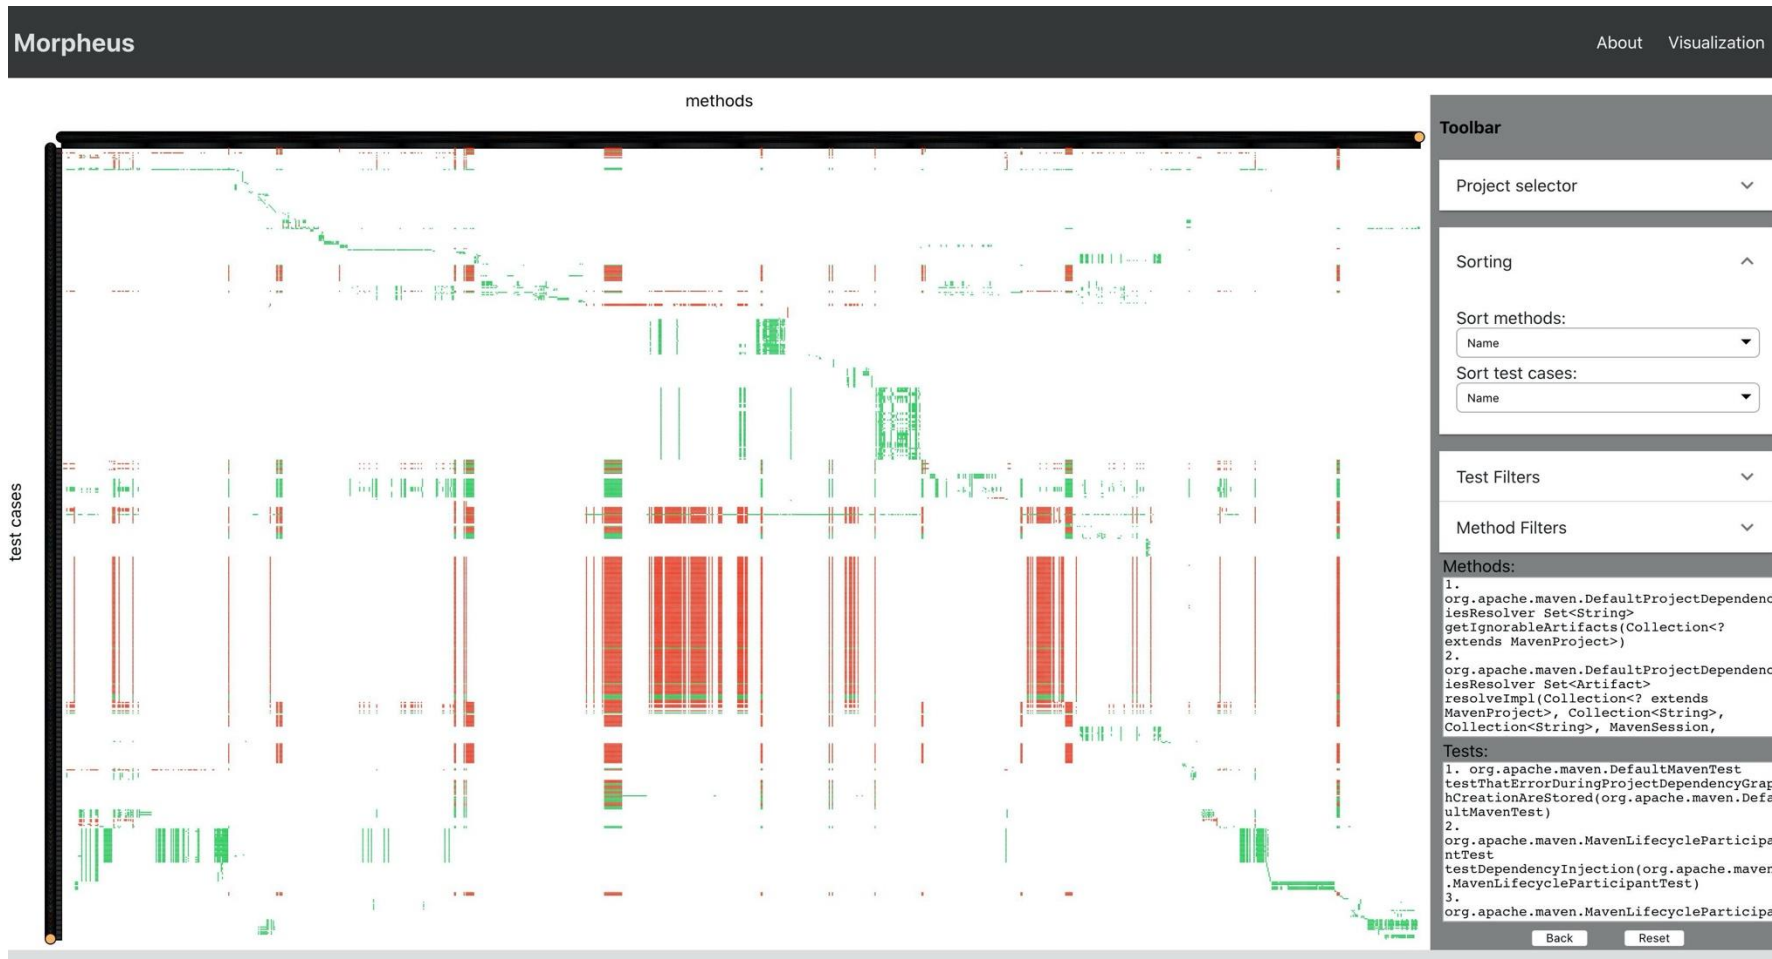 Morpheus
About
Visualization
methods
test cases
Toolbar
Project selector
Sorting
Sort methods:
Name
Sort test cases:
Name
Test Filters
Method Filters
Methods:
1.
org.apache.maven.DefaultProjectDependenc
iesResolver Set<String>
getIgnorableArtifacts(Collection<?
extends MavenProject>)
2.
org.apache.maven.DefaultProjectDependenc
iesResolver Set<Artifact>
resolveImpl(Collection<? extends
MavenProject>, Collection<String>,
Collection<String>, MavenSession,
Tests:
1. org.apache.maven.DefaultMavenTest
testThatErrorDuringProjectDependencyGrap
hCreationAreStored(org.apache.maven.Defa
ultMavenTest)
2.
org.apache.maven.MavenLifecycleParticipa
ntTest
testDependencyInjection(org.apache.maven
.MavenLifecycleParticipantTest)
3.
org.apache.maven.MavenLifecycleParticipa
Back
Reset